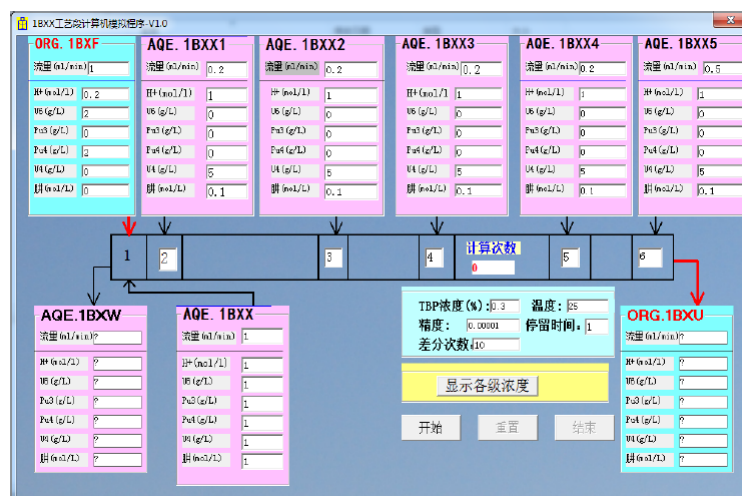 1BXX工艺段计算机模拟程序-V1.0
ORG. 1BXF
流量(ml/min) 1
H+(mol/l) 0.2
U6(g/L) 2
Pu3(g/L) 0
Pu4(g/L) 2
U4(g/L) 0
肼(mol/L) 0
AQE. 1BXX1
流量(ml/min) 0.2
H+(mol/l) 1
U6(g/L) 0
Pu3(g/L) 0
Pu4(g/L) 0
U4(g/L) 5
肼(mol/L) 0.1
AQE. 1BXX2
流量(ml/min) 0.2
H+(mol/l) 1
U6(g/L) 0
Pu3(g/L) 0
Pu4(g/L) 0
U4(g/L) 5
肼(mol/L) 0.1
AQE. 1BXX3
流量(ml/min) 0.2
H+(mol/l) 1
U6(g/L) 0
Pu3(g/L) 0
Pu4(g/L) 0
U4(g/L) 5
肼(mol/L) 0.1
AQE. 1BXX4
流量(ml/min) 0.2
H+(mol/l) 1
U6(g/L) 0
Pu3(g/L) 0
Pu4(g/L) 0
U4(g/L) 5
肼(mol/L) 0.1
AQE. 1BXX5
流量(ml/min) 0.5
H+(mol/l) 1
U6(g/L) 0
Pu3(g/L) 0
Pu4(g/L) 0
U4(g/L) 5
肼(mol/L) 0.1
1 2 3 4 计算次数 5 6
0
AQE.1BXW
流量(ml/min) ?
H+(mol/l) ?
U6(g/L) ?
Pu3(g/L) ?
Pu4(g/L) ?
U4(g/L) ?
肼(mol/L) ?
AQE. 1BXX
流量(ml/min) 1
H+(mol/l) 1
U6(g/L) 1
Pu3(g/L) 1
Pu4(g/L) 1
U4(g/L) 1
肼(mol/L) 1
TBP浓度(%): 0.3 温度: 25
精度: 0.00001 停留时间: 1
差分次数: 10
显示各级浓度
开始 重置 结束
ORG.1BXU
流量(ml/min) ?
H+(mol/l) ?
U6(g/L) ?
Pu3(g/L) ?
Pu4(g/L) ?
U4(g/L) ?
肼(mol/L) ?